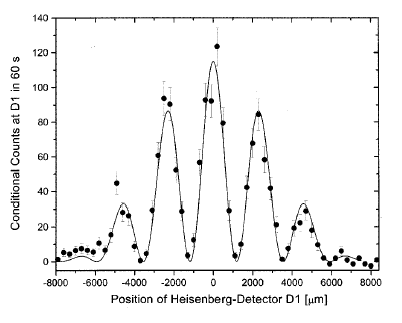 140
120
100
80
60
40
20
0
-8000 -6000 -4000 -2000 0 2000 4000 6000 8000
Conditional Counts at D1 in 60 s
Position of Heisenberg-Detector D1 [µm]